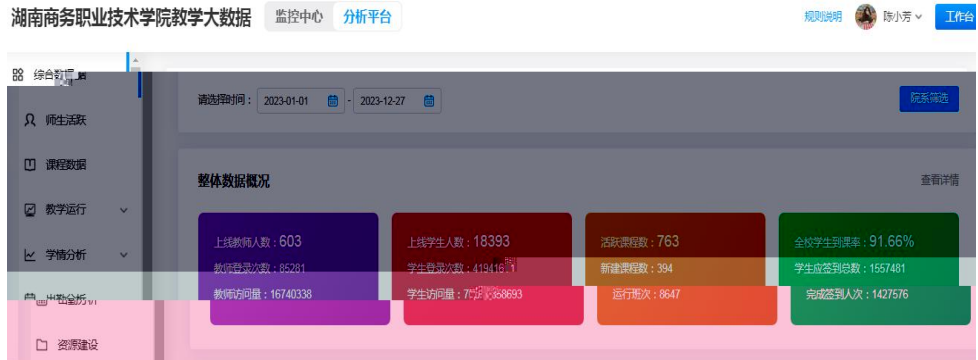 湖南商务职业技术学院教学大数据 监控中心 分析平台 规则说明 陈小芳 工作台
综合数据
请选择时间： 2023-01-01 - 2023-12-27 院系筛选
师生活跃
课程数据
整体数据概况 查看详情
教学运行
上线教师人数：603 上线学生人数：18393 活跃课程数：763 全校学生到课率：91.66%
学情分析
教师登录次数：85281 学生登录次数：419416 新建课程数：394 学生应签到总数：1557481
教师访问量：16740338 学生访问量： 运行班次：8647 完成签到人次：1427576
资源建设